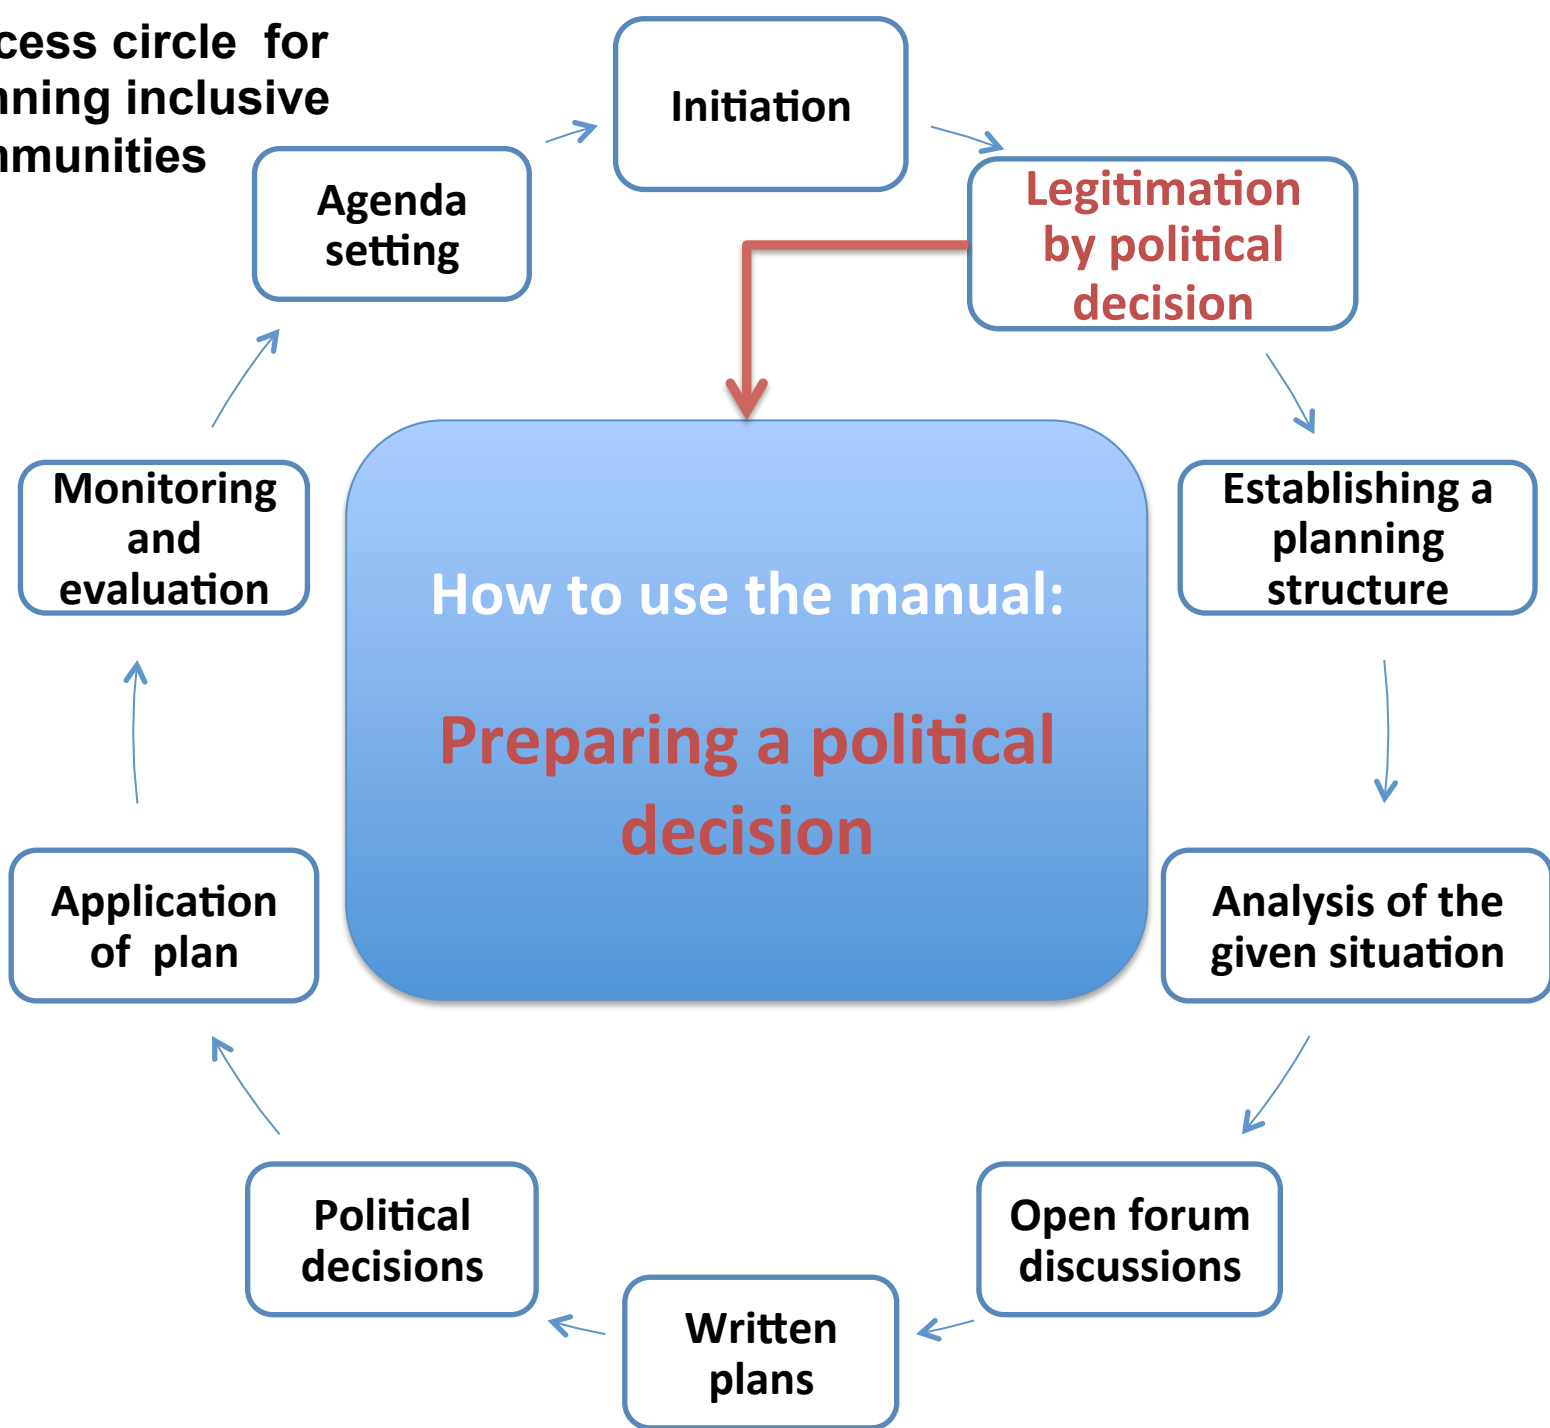 cess circle for
nning inclusive
mmunities
Initiation
Legitimation
by political
decision
Establishing a
planning
structure
Analysis of the
given situation
Open forum
discussions
Written
plans
Political
decisions
Application
of plan
Monitoring
and
evaluation
Agenda
setting
How to use the manual:
Preparing a political
decision